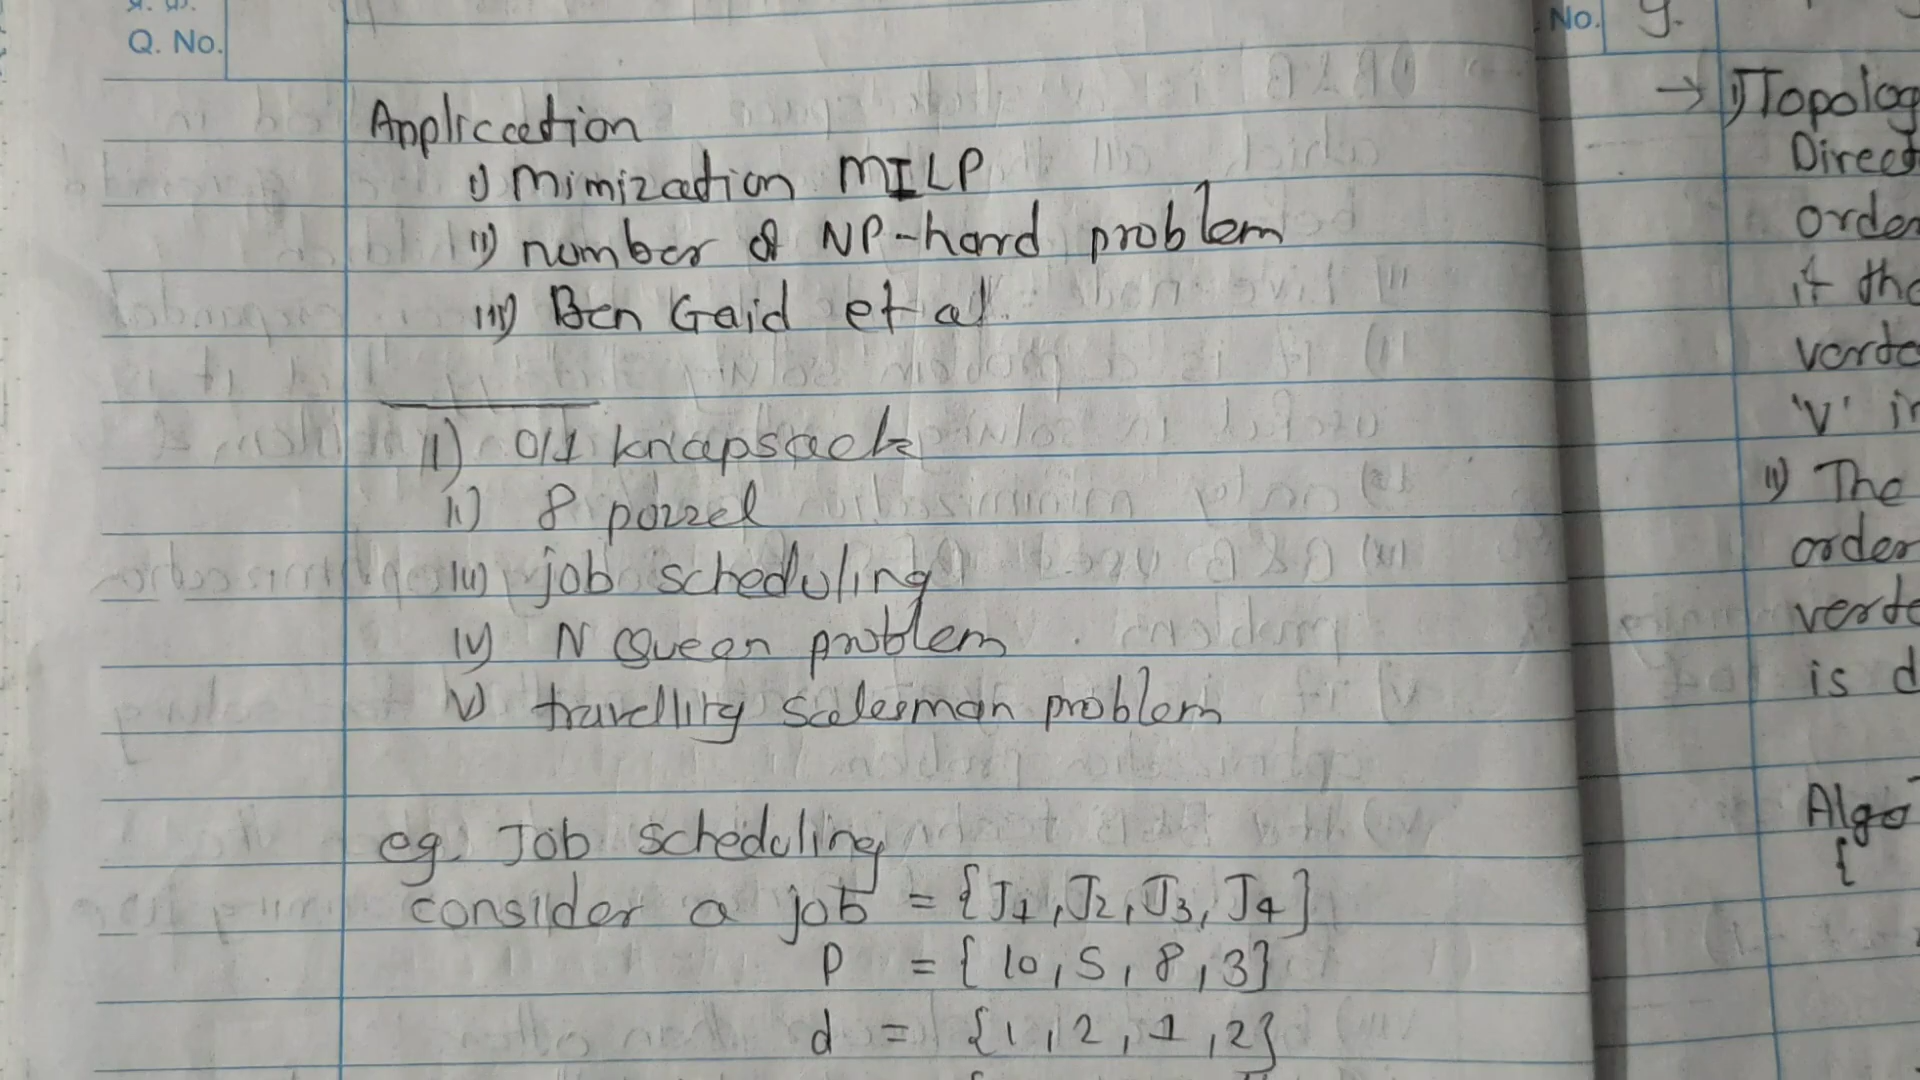 Q. No.
Application
i) Mimization MILP
ii) number of NP-hard problem
iii) Ben Gaid et al.
i) 0/1 knapsack
ii) 8 pozzel
iii) job scheduling
iv) N Queen problem
v) travelling salesman problem
eg. Job scheduling
consider a job = {J1, J2, J3, J4}
P = {10, 5, 8, 3}
d = {1, 2, 1, 2}
No. 9.
→ i) Topolog
Direct
order
if the
verte
'V' in
ii) The
order
verte
is d
Algo
{